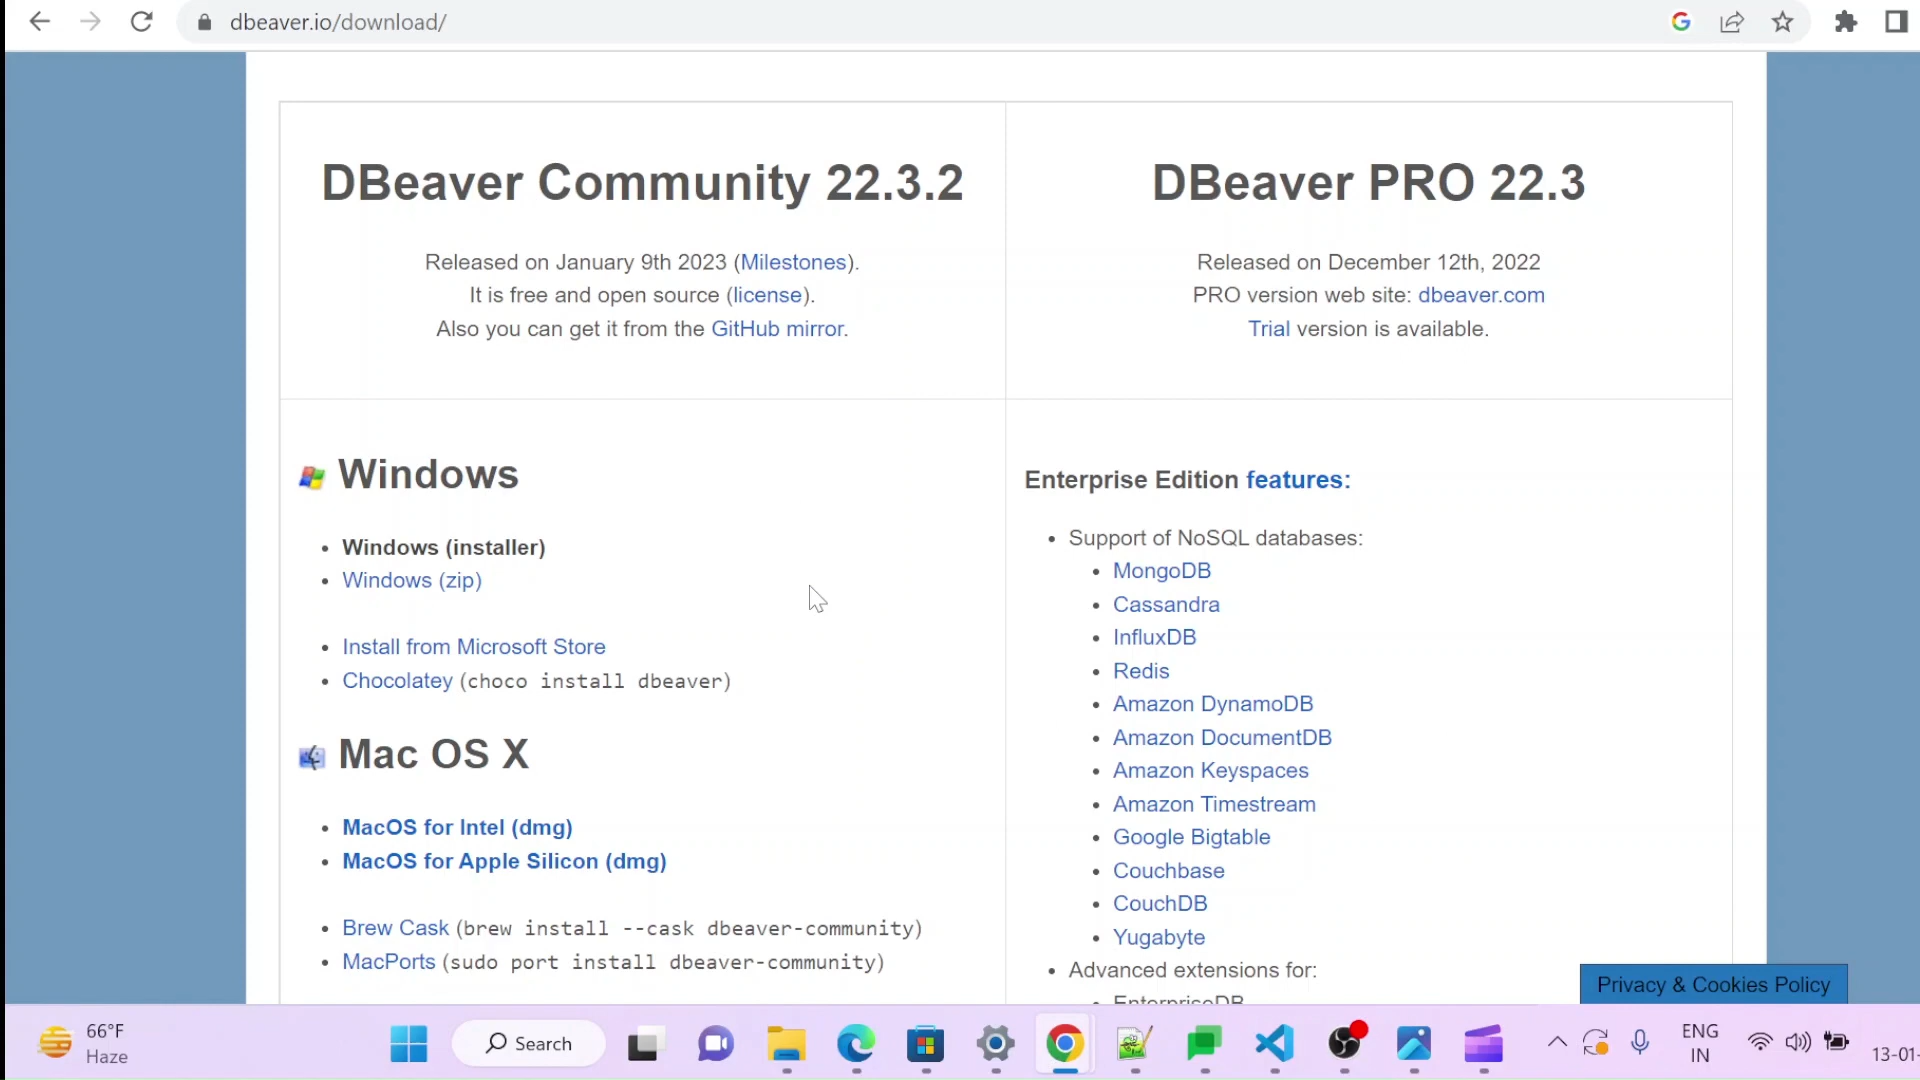 dbeaver.io/download/
DBeaver Community 22.3.2
Released on January 9th 2023 (Milestones).
It is free and open source (license).
Also you can get it from the GitHub mirror.
DBeaver PRO 22.3
Released on December 12th, 2022
PRO version web site: dbeaver.com
Trial version is available.
Windows
• Windows (installer)
• Windows (zip)
• Install from Microsoft Store
• Chocolatey (choco install dbeaver)
Mac OS X
• MacOS for Intel (dmg)
• MacOS for Apple Silicon (dmg)
• Brew Cask (brew install --cask dbeaver-community)
• MacPorts (sudo port install dbeaver-community)
Enterprise Edition features:
• Support of NoSQL databases:
• MongoDB
• Cassandra
• InfluxDB
• Redis
• Amazon DynamoDB
• Amazon DocumentDB
• Amazon Keyspaces
• Amazon Timestream
• Google Bigtable
• Couchbase
• CouchDB
• Yugabyte
• Advanced extensions for:
• EnterpriseDB
Privacy & Cookies Policy
66°F
Haze
Search
ENG
IN
13-01-